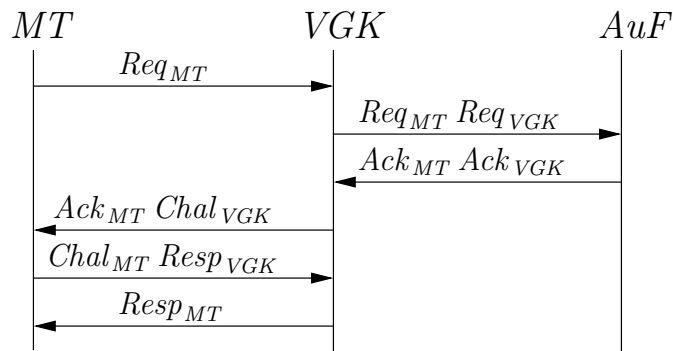 MT VGK AuF
Req_MT
Req_MT Req_VGK
Ack_MT Ack_VGK
Ack_MT Chal_VGK
Chal_MT Resp_VGK
Resp_MT